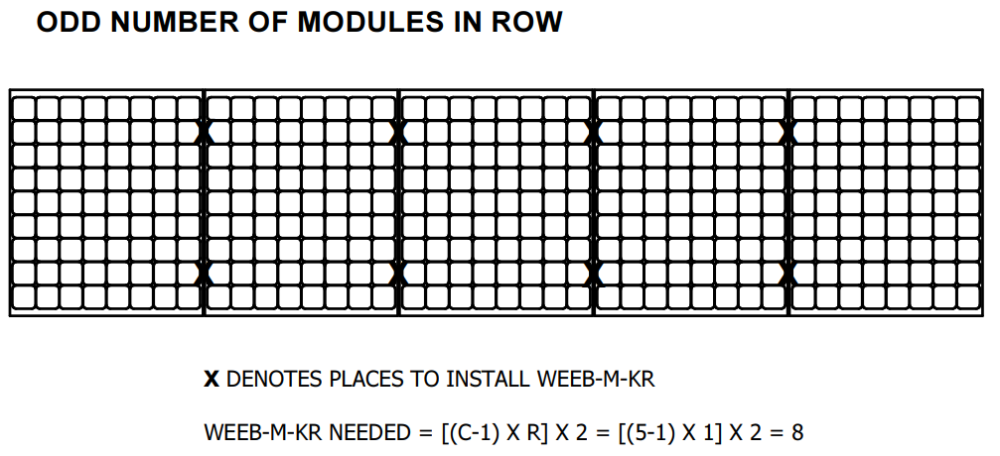 ODD NUMBER OF MODULES IN ROW
X X X X
X X X X
X DENOTES PLACES TO INSTALL WEEB-M-KR
WEEB-M-KR NEEDED = [(C-1) X R] X 2 = [(5-1) X 1] X 2 = 8